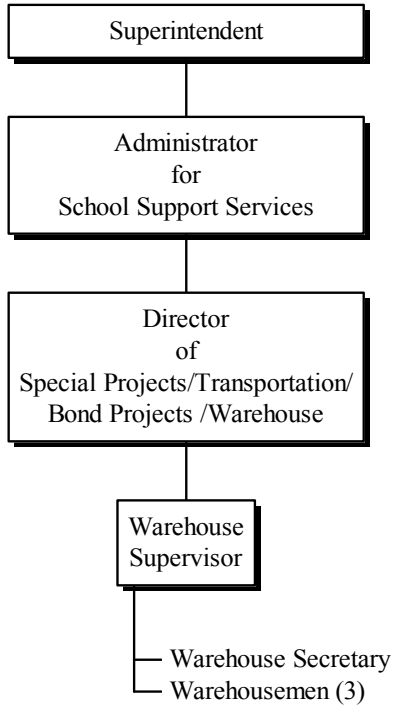 Superintendent
Administrator
for
School Support Services
Director
of
Special Projects/Transportation/
Bond Projects /Warehouse
Warehouse
Supervisor
Warehouse Secretary
Warehousemen (3)